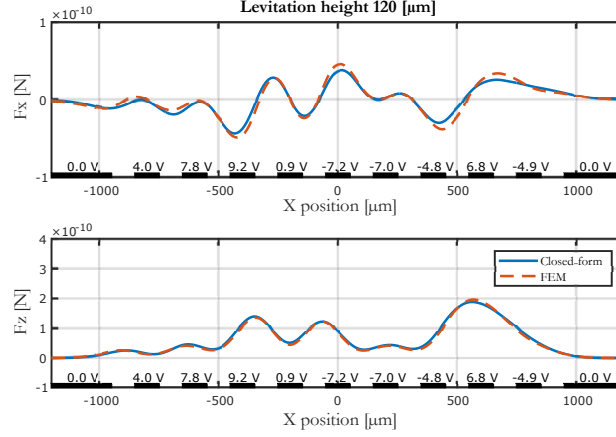 Levitation height 120 [μm]
×10⁻¹⁰
1
0
-1
Fx [N]
0.0 V 4.0 V 7.8 V 9.2 V 0.9 V -7.2 V -7.0 V -4.8 V 6.8 V -4.9 V 0.0 V
-1000 -500 0 500 1000
X position [μm]
×10⁻¹⁰
4
3
2
1
0
-1
Fz [N]
Closed-form
FEM
0.0 V 4.0 V 7.8 V 9.2 V 0.9 V -7.2 V -7.0 V -4.8 V 6.8 V -4.9 V 0.0 V
-1000 -500 0 500 1000
X position [μm]